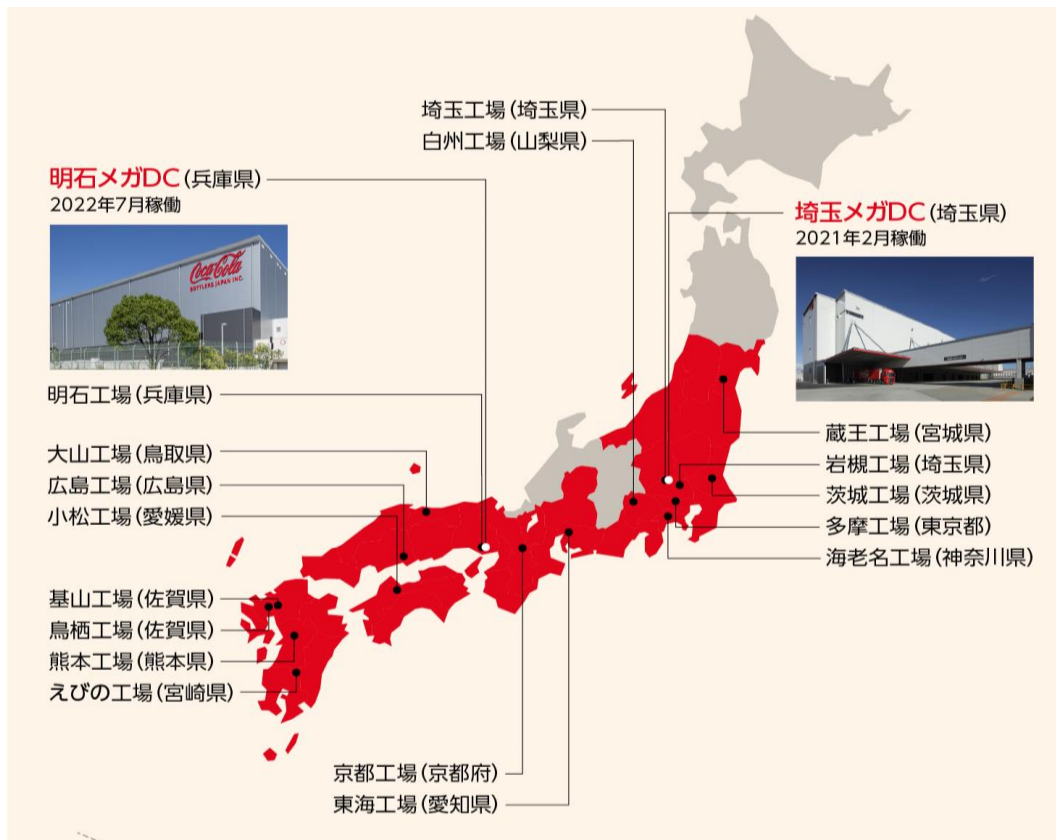 埼玉工場(埼玉県)
白州工場(山梨県)
明石メガDC(兵庫県)
2022年7月稼働
Coca-Cola
BOTTLERS JAPAN INC.
埼玉メガDC(埼玉県)
2021年2月稼働
明石工場(兵庫県)
大山工場(鳥取県)
広島工場(広島県)
小松工場(愛媛県)
蔵王工場(宮城県)
岩槻工場(埼玉県)
茨城工場(茨城県)
多摩工場(東京都)
海老名工場(神奈川県)
基山工場(佐賀県)
鳥栖工場(佐賀県)
熊本工場(熊本県)
えびの工場(宮崎県)
京都工場(京都府)
東海工場(愛知県)